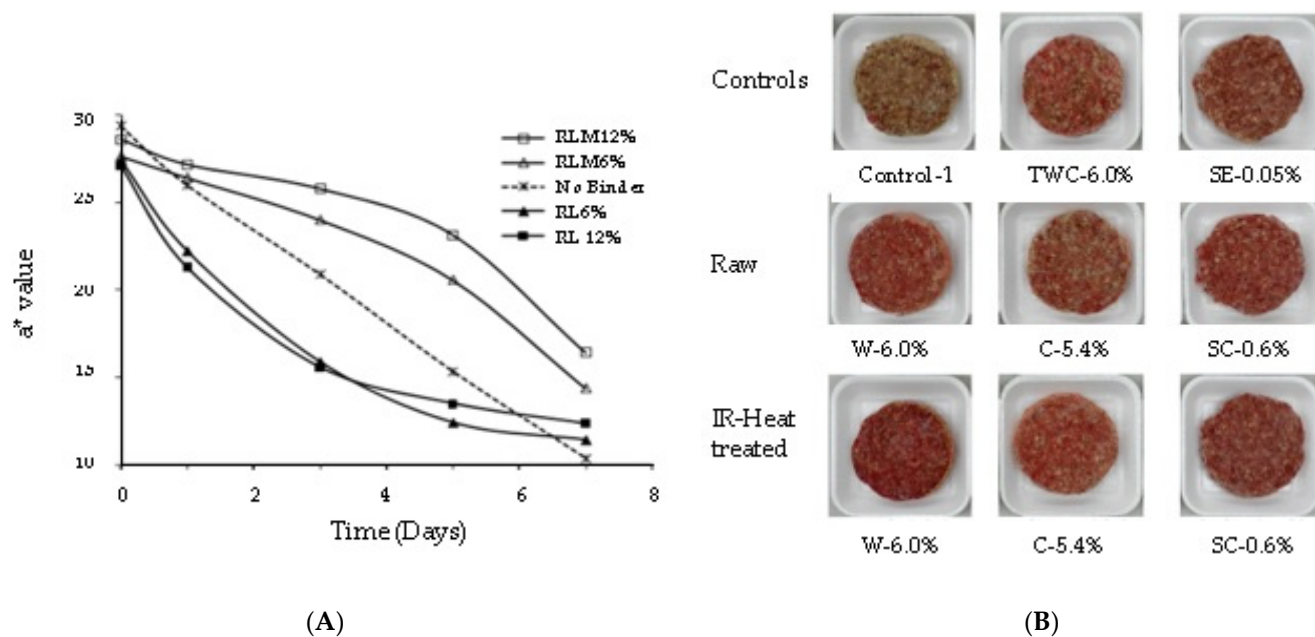 30
25
20
15
10
0
2
4
6
8
a* value
Time (Days)
RLM12%
RLM6%
No Binder
RL6%
RL 12%
(A)
Controls
Control-1
TWC-6.0%
SE-0.05%
Raw
W-6.0%
C-5.4%
SC-0.6%
IR-Heat
treated
W-6.0%
C-5.4%
SC-0.6%
(B)